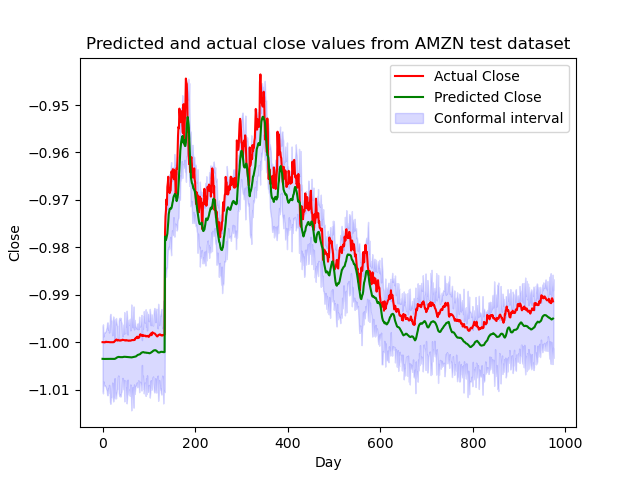 Predicted and actual close values from AMZN test dataset
Actual Close
Predicted Close
Conformal interval
Close
−0.95
−0.96
−0.97
−0.98
−0.99
−1.00
−1.01
0
200
400
600
800
1000
Day